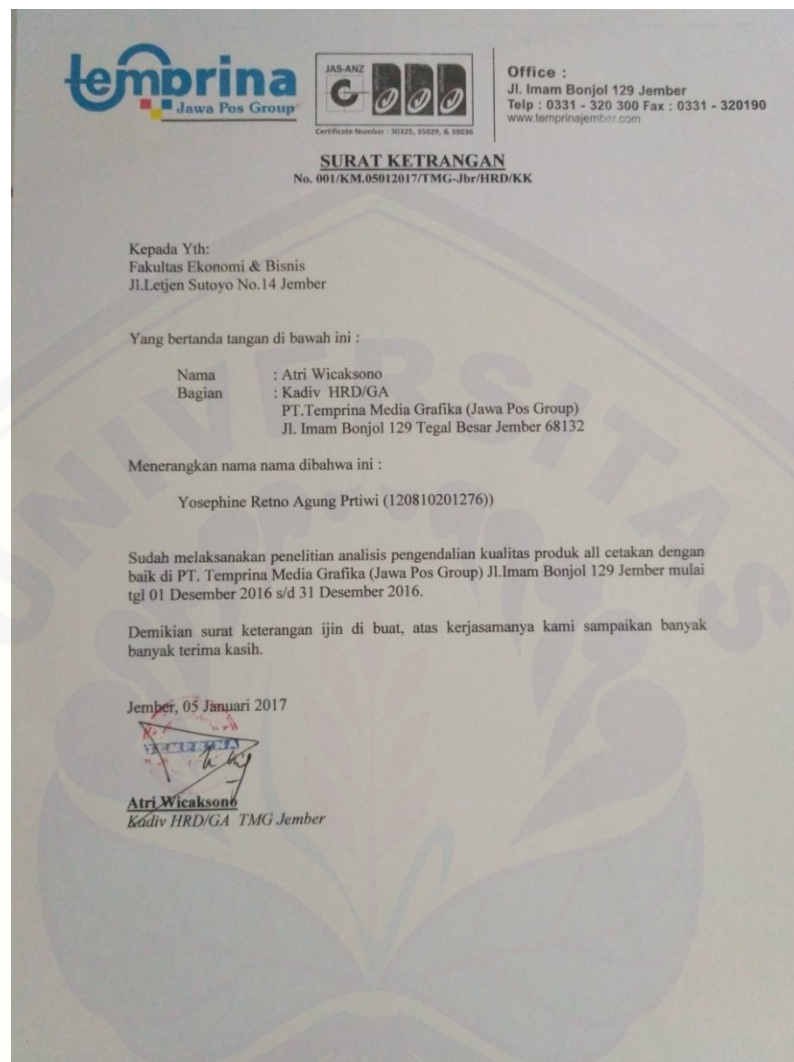 temprina
Jawa Pos Group
JAS-ANZ
Certificate Number : 30325, 35029, & 38036
Office :
Jl. Imam Bonjol 129 Jember
Telp : 0331 - 320 300 Fax : 0331 - 320190
www.temprinajember.com
SURAT KETRANGAN
No. 001/KM.05012017/TMG-Jbr/HRD/KK
Kepada Yth:
Fakultas Ekonomi & Bisnis
Jl.Letjen Sutoyo No.14 Jember
Yang bertanda tangan di bawah ini :
Nama : Atri Wicaksono
Bagian : Kadiv HRD/GA
PT.Temprina Media Grafika (Jawa Pos Group)
Jl. Imam Bonjol 129 Tegal Besar Jember 68132
Menerangkan nama nama dibahwa ini :
Yosephine Retno Agung Prtiwi (120810201276))
Sudah melaksanakan penelitian analisis pengendalian kualitas produk all cetakan dengan
baik di PT. Temprina Media Grafika (Jawa Pos Group) Jl.Imam Bonjol 129 Jember mulai
tgl 01 Desember 2016 s/d 31 Desember 2016.
Demikian surat keterangan ijin di buat, atas kerjasamanya kami sampaikan banyak
banyak terima kasih.
Jember, 05 Januari 2017
TEMPRINA
Atri Wicaksono
Kadiv HRD/GA TMG Jember
UNIVERSITAS